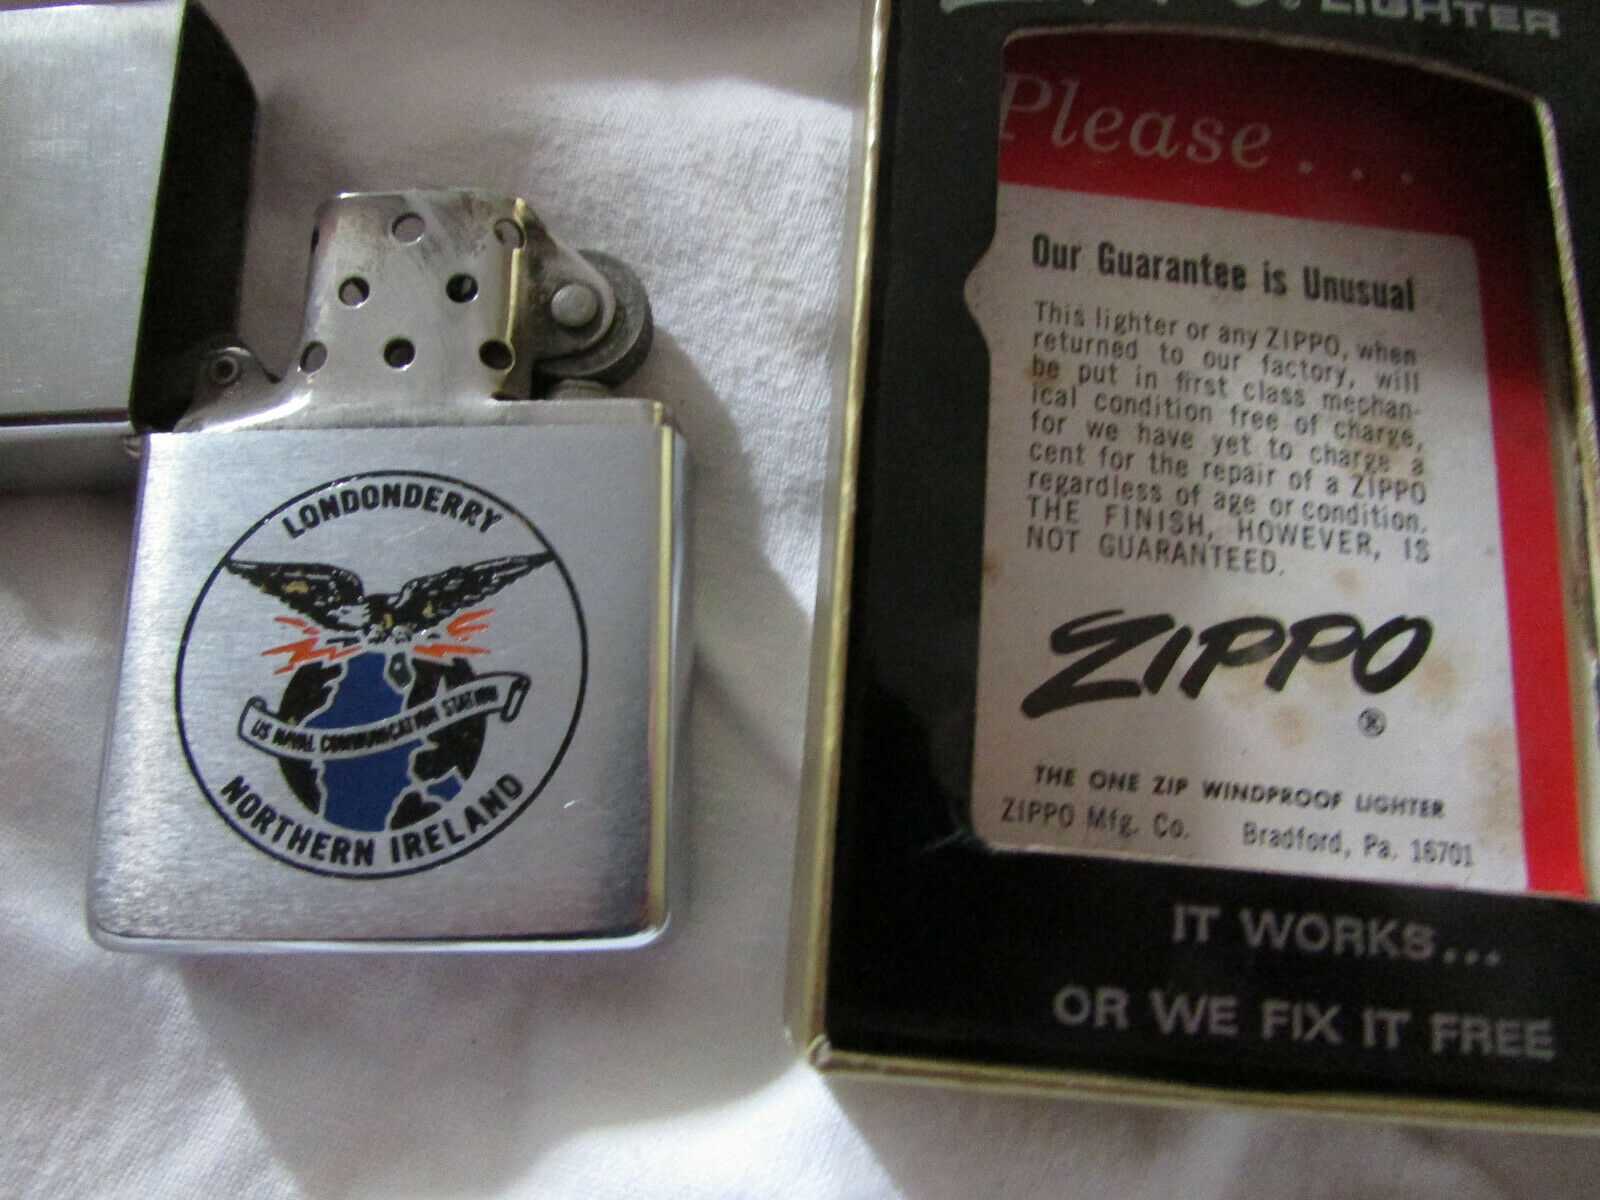 LONDONDERRY
US NAVAL COMMUNICATION STATION
NORTHERN IRELAND
LIGHTER
Please . . .
Our Guarantee is Unusual
This lighter or any ZIPPO, when
returned to our factory, will
be put in first class mechan-
ical condition free of charge,
for we have yet to charge a
cent for the repair of a ZIPPO
regardless of age or condition.
THE FINISH, HOWEVER, IS
NOT GUARANTEED.
ZIPPO
®
THE ONE ZIP WINDPROOF LIGHTER
ZIPPO Mfg. Co. Bradford, Pa. 16701
IT WORKS...
OR WE FIX IT FREE